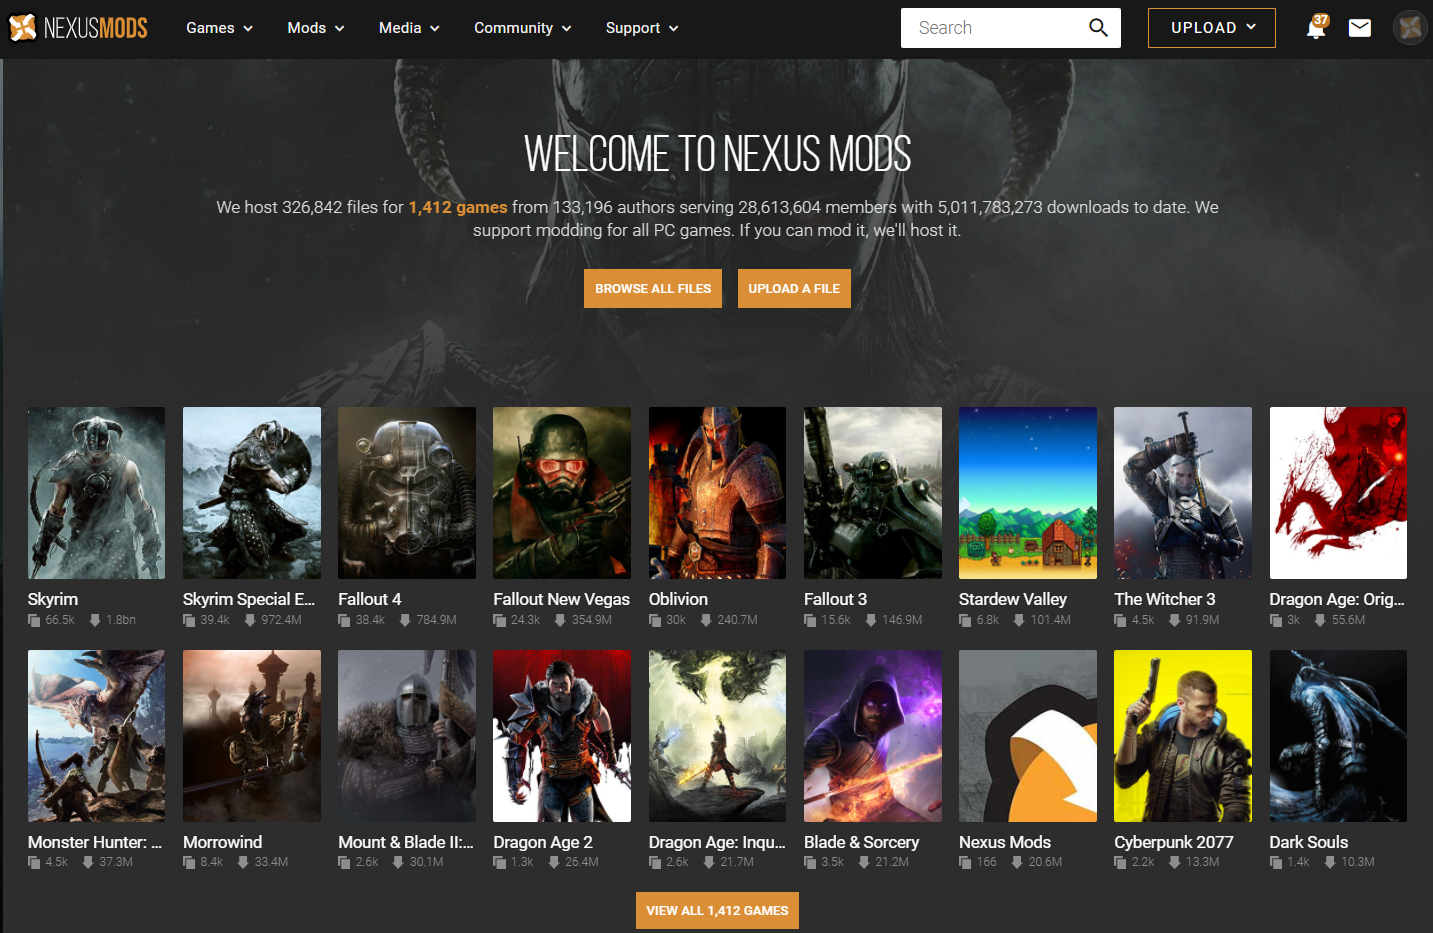 NEXUSMODS
Games Mods Media Community Support
Search
UPLOAD
37
WELCOME TO NEXUS MODS
We host 326,842 files for 1,412 games from 133,196 authors serving 28,613,604 members with 5,011,783,273 downloads to date. We
support modding for all PC games. If you can mod it, we'll host it.
BROWSE ALL FILES UPLOAD A FILE
Skyrim
66.5k 1.8bn
Skyrim Special E...
39.4k 972.4M
Fallout 4
38.4k 784.9M
Fallout New Vegas
24.3k 354.9M
Oblivion
30k 240.7M
Fallout 3
15.6k 146.9M
Stardew Valley
6.8k 101.4M
The Witcher 3
4.5k 91.9M
Dragon Age: Orig...
3k 55.6M
Monster Hunter: ...
4.5k 37.3M
Morrowind
8.4k 33.4M
Mount & Blade II:...
2.6k 30.1M
Dragon Age 2
1.3k 26.4M
Dragon Age: Inqu...
2.6k 21.7M
Blade & Sorcery
3.5k 21.2M
Nexus Mods
166 20.6M
Cyberpunk 2077
2.2k 13.3M
Dark Souls
1.4k 10.3M
VIEW ALL 1,412 GAMES